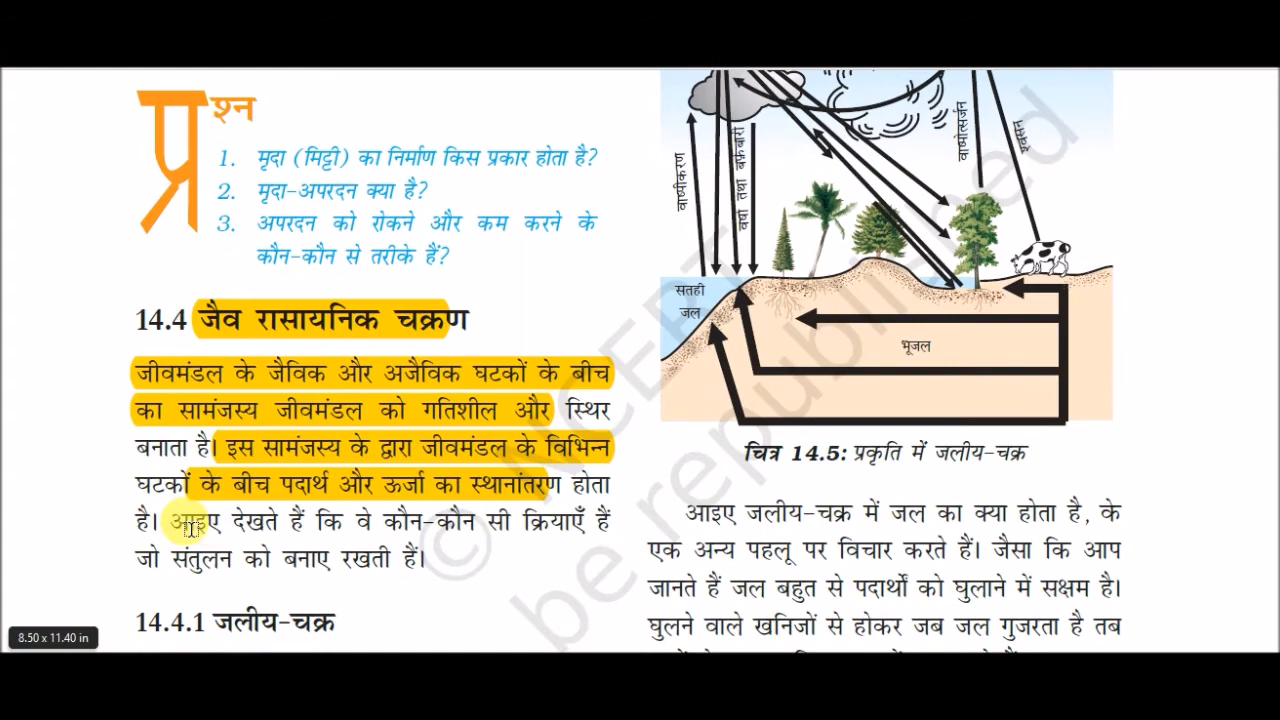 प्रश्न
1. मृदा (मिट्टी) का निर्माण किस प्रकार होता है?
2. मृदा-अपरदन क्या है?
3. अपरदन को रोकने और कम करने के
कौन-कौन से तरीके हैं?
14.4 जैव रासायनिक चक्रण
जीवमंडल के जैविक और अजैविक घटकों के बीच
का सामंजस्य जीवमंडल को गतिशील और स्थिर
बनाता है। इस सामंजस्य के द्वारा जीवमंडल के विभिन्न
घटकों के बीच पदार्थ और ऊर्जा का स्थानांतरण होता
है। आइए देखते हैं कि वे कौन-कौन सी क्रियाएँ हैं
जो संतुलन को बनाए रखती हैं।
14.4.1 जलीय-चक्र
8.50 x 11.40 in
वाष्पीकरण
वर्षा तथा बर्फ़बारी
वाष्पोत्सर्जन
श्वसन
सतही
जल
भूजल
चित्र 14.5: प्रकृति में जलीय-चक्र
आइए जलीय-चक्र में जल का क्या होता है, के
एक अन्य पहलू पर विचार करते हैं। जैसा कि आप
जानते हैं जल बहुत से पदार्थों को घुलाने में सक्षम है।
घुलने वाले खनिजों से होकर जब जल गुजरता है तब
© NCERT
be republished